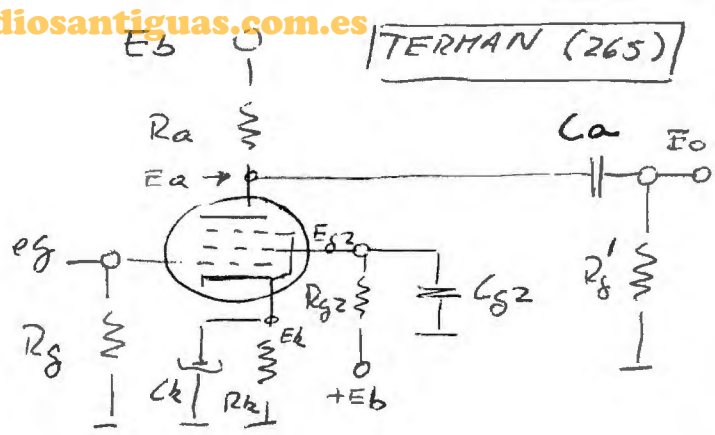 diosantiguas.com.es
Eb
TERMAN (265)
Ra
Ca
Eo
Ea →
eg
Eg2
Rg
Rg2
Cg2
Rg'
Ck
Rk
Ek
+Eb